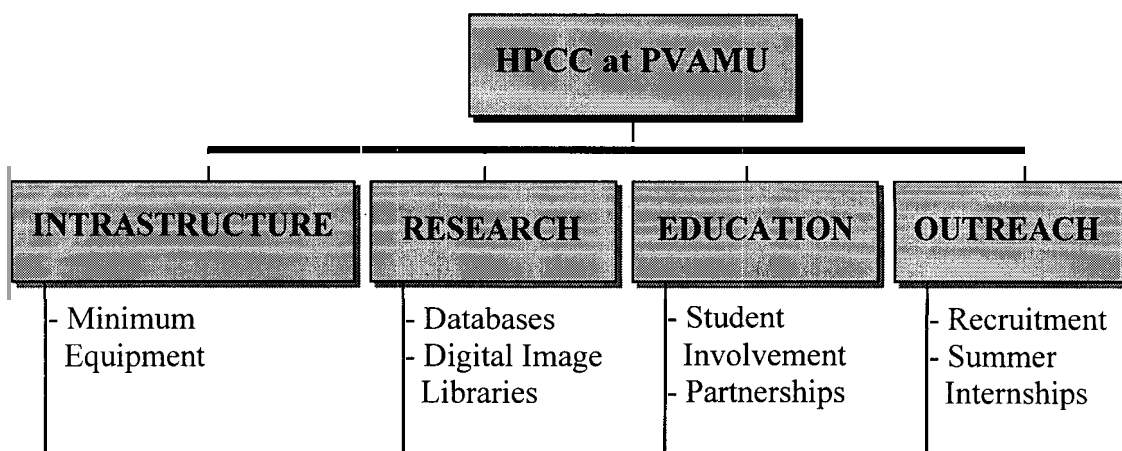 HPCC at PVAMU
INTRASTRUCTURE
RESEARCH
EDUCATION
OUTREACH
- Minimum
Equipment
- Databases
- Digital Image
Libraries
- Student
Involvement
- Partnerships
- Recruitment
- Summer
Internships